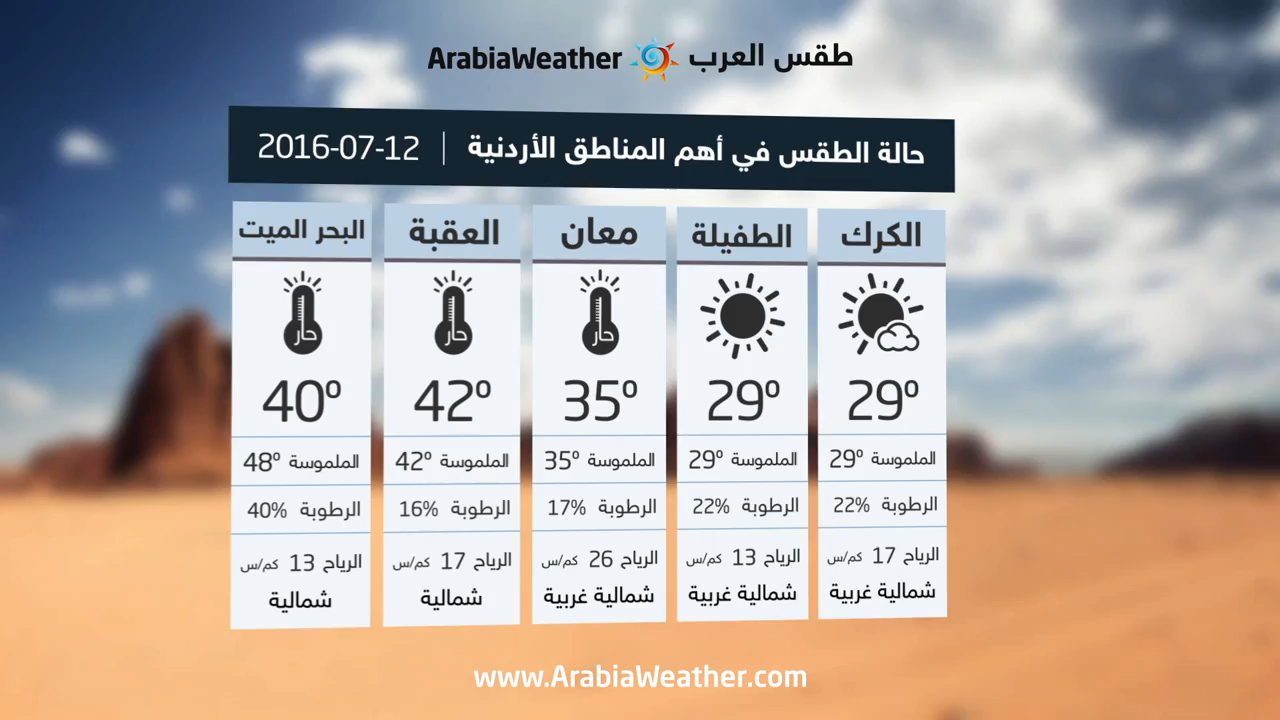 طقس العرب ArabiaWeather
حالة الطقس في أهم المناطق الأردنية | 2016-07-12
الكرك
29°
الملموسة 29°
الرطوبة 22%
الرياح 17 كم/س
شمالية غربية
الطفيلة
29°
الملموسة 29°
الرطوبة 22%
الرياح 13 كم/س
شمالية غربية
معان
حار
35°
الملموسة 35°
الرطوبة 17%
الرياح 26 كم/س
شمالية غربية
العقبة
حار
42°
الملموسة 42°
الرطوبة 16%
الرياح 17 كم/س
شمالية
البحر الميت
حار
40°
الملموسة 48°
الرطوبة 40%
الرياح 13 كم/س
شمالية
www.ArabiaWeather.com